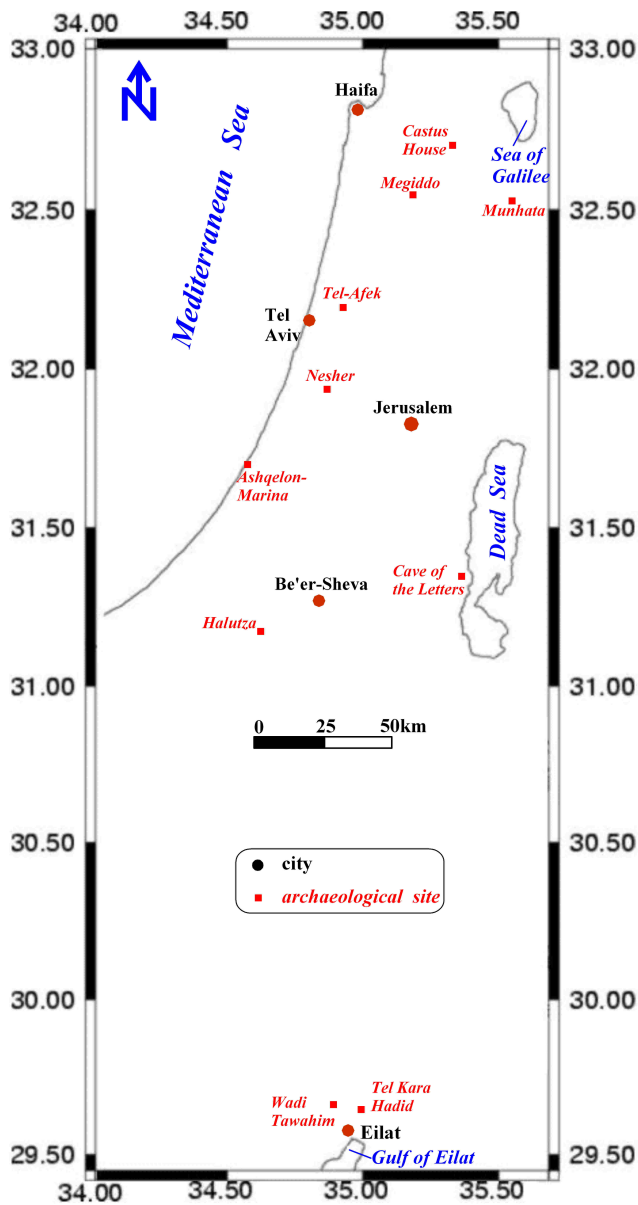 34.00 34.50 35.00 35.50
33.00 33.00
N
Haifa
Mediterranean Sea
Castus
House
Sea of
Galilee
Megiddo
Munhata
32.50 32.50
Tel-Afek
Tel
Aviv
32.00 32.00
Nesher
Jerusalem
Ashqelon-
Marina
Dead Sea
31.50 31.50
Cave of
the Letters
Be'er-Sheva
Halutza
31.00 31.00
0 25 50km
30.50 30.50
city
archaeological site
30.00 30.00
Tel Kara
Hadid
Wadi
Tawahim
Eilat
Gulf of Eilat
29.50 29.50
34.00 34.50 35.00 35.50